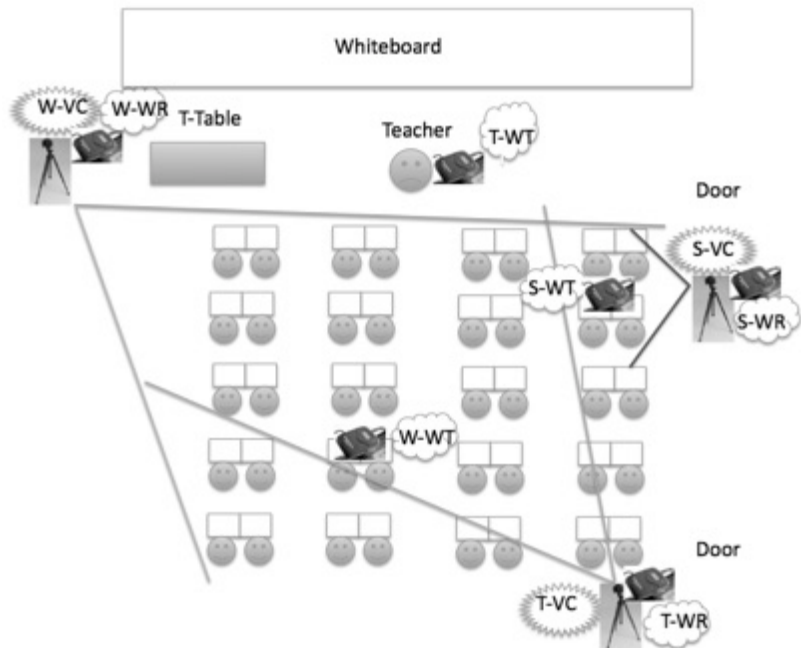 Whiteboard
W-VC
W-WR
T-Table
Teacher
T-WT
Door
S-VC
S-WT
S-WR
W-WT
Door
T-VC
T-WR